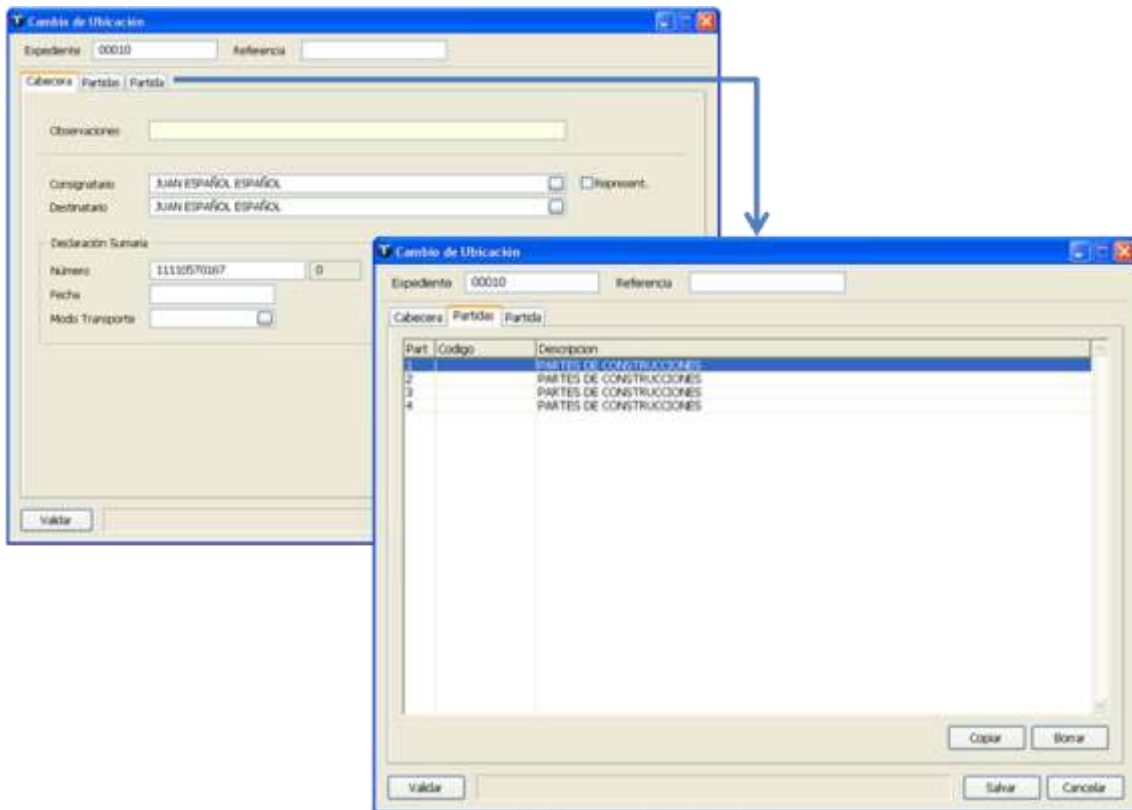 Cambio de Ubicación
Expediente 00010 Referencia
Cabecera Partidas Partida
Observaciones
Consignatario JUAN ESPAÑOL ESPAÑOL Represent.
Destinatario JUAN ESPAÑOL ESPAÑOL
Declaración Sumaria
Número 11110570167 0
Fecha
Modo Transporte
Validar
Cambio de Ubicación
Expediente 00010 Referencia
Cabecera Partidas Partida
Part Codigo Descripcion
1 PARTES DE CONSTRUCCIONES
2 PARTES DE CONSTRUCCIONES
3 PARTES DE CONSTRUCCIONES
4 PARTES DE CONSTRUCCIONES
Copiar Borrar
Validar Salvar Cancelar